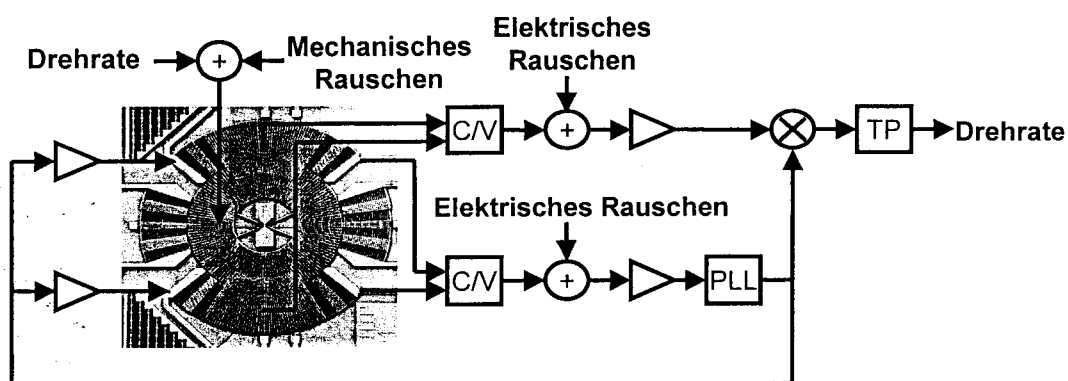 Elektrisches
Rauschen
Drehrate
+
Mechanisches
Rauschen
C/V
+
TP
Drehrate
Elektrisches Rauschen
C/V
+
PLL